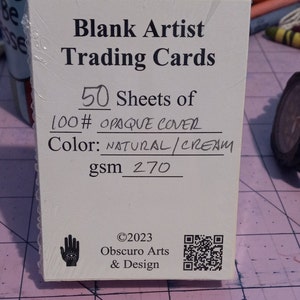 Blank Artist
Trading Cards
50 Sheets of
100# OPAQUE COVER
Color: NATURAL/CREAM
gsm 270
©2023
Obscuro Arts
& Design